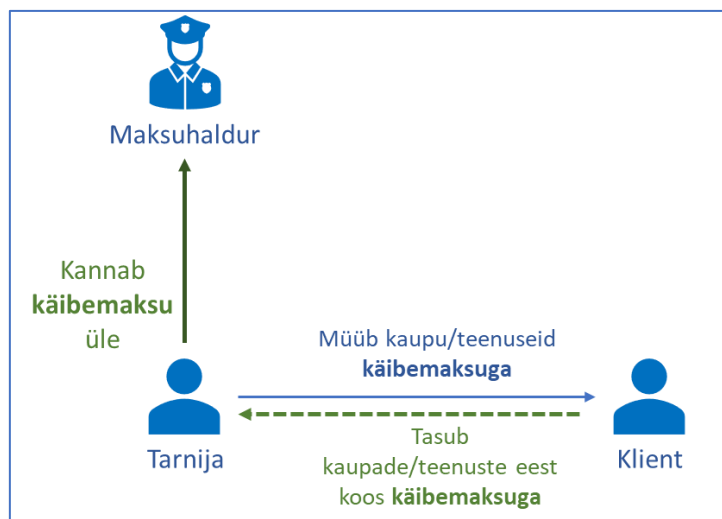 Maksuhaldur
Kannab
käibemaksu
üle
Müüb kaupu/teenuseid
käibemaksuga
Tasub
kaupade/teenuste eest
koos käibemaksuga
Tarnija
Klient